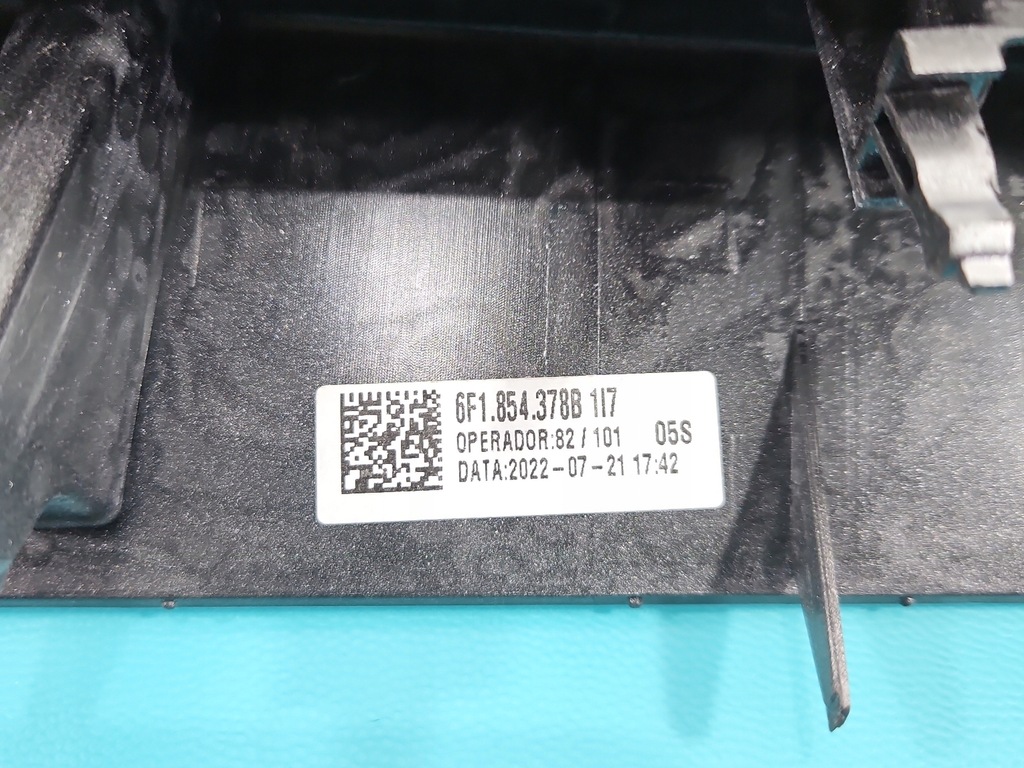 6F1.854.378B 1I7
OPERADOR:82 / 101 05S
DATA:2022-07-21 17:42